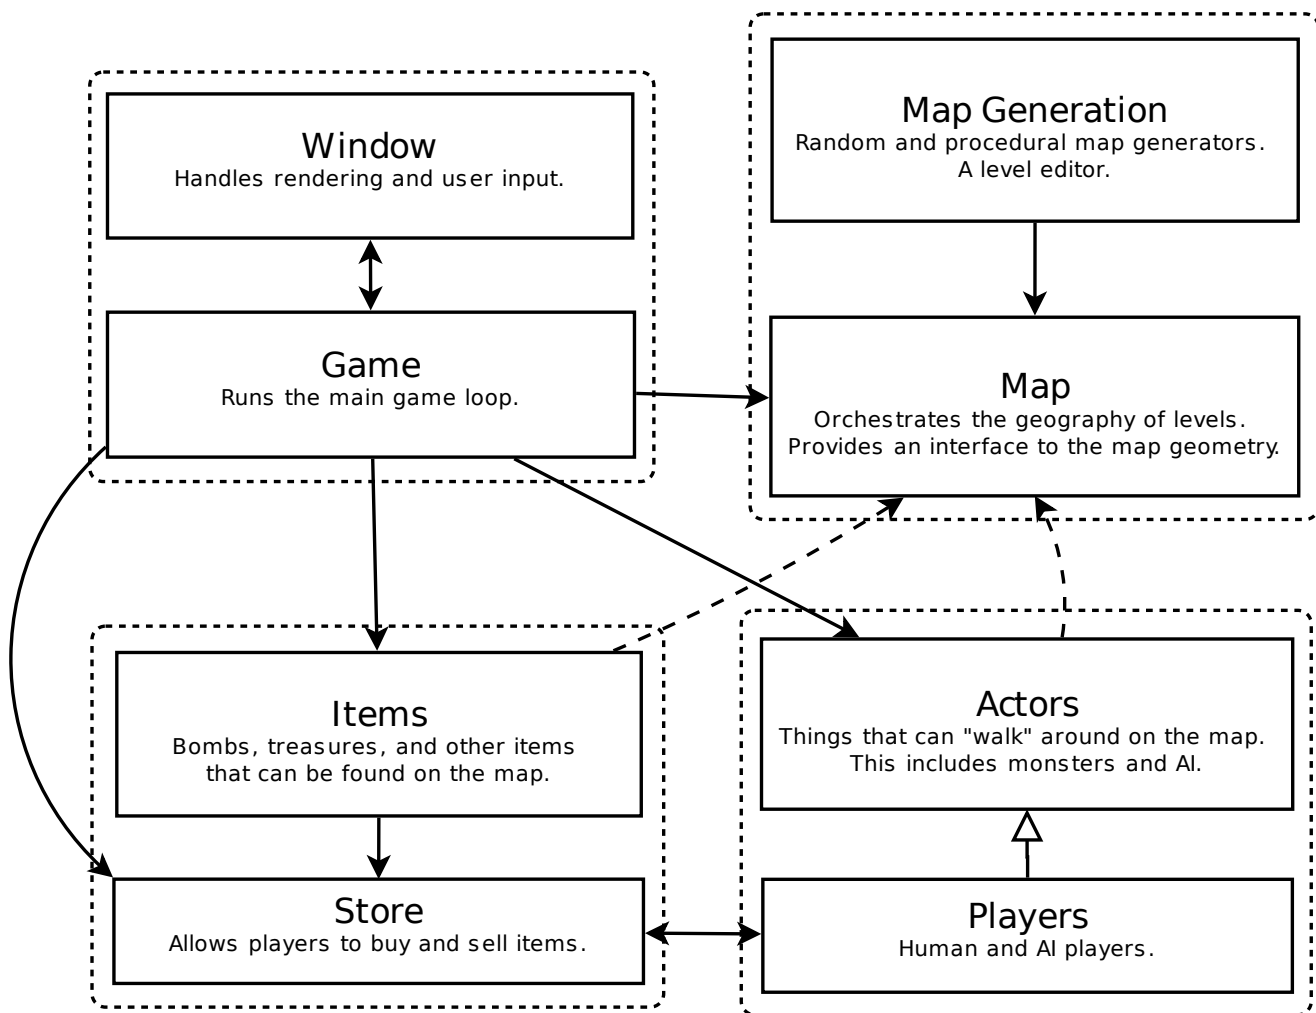 Window
Handles rendering and user input.
Map Generation
Random and procedural map generators.
A level editor.
Game
Runs the main game loop.
Map
Orchestrates the geography of levels.
Provides an interface to the map geometry.
Items
Bombs, treasures, and other items
that can be found on the map.
Actors
Things that can "walk" around on the map.
This includes monsters and AI.
Store
Allows players to buy and sell items.
Players
Human and AI players.